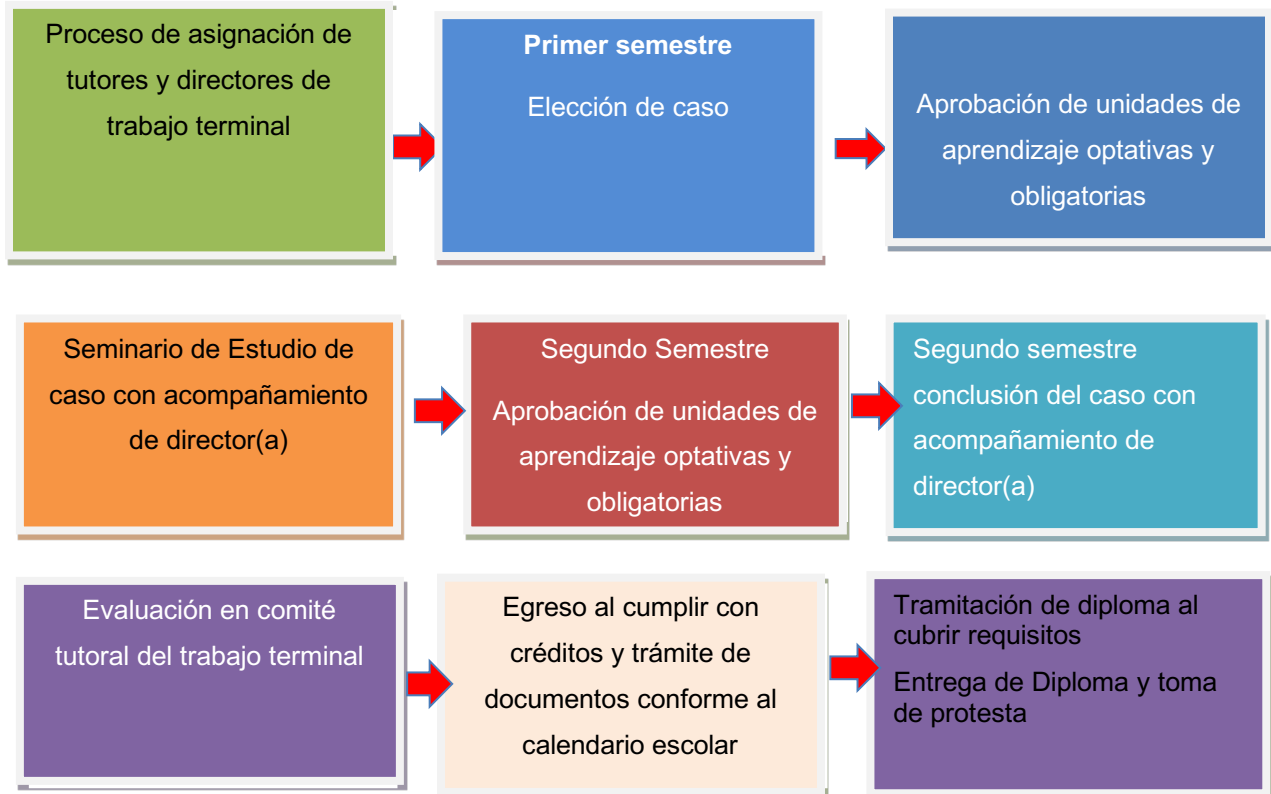 Proceso de asignación de
tutores y directores de
trabajo terminal
Primer semestre
Elección de caso
Aprobación de unidades de
aprendizaje optativas y
obligatorias
Seminario de Estudio de
caso con acompañamiento
de director(a)
Segundo Semestre
Aprobación de unidades de
aprendizaje optativas y
obligatorias
Segundo semestre
conclusión del caso con
acompañamiento de
director(a)
Evaluación en comité
tutoral del trabajo terminal
Egreso al cumplir con
créditos y trámite de
documentos conforme al
calendario escolar
Tramitación de diploma al
cubrir requisitos
Entrega de Diploma y toma
de protesta